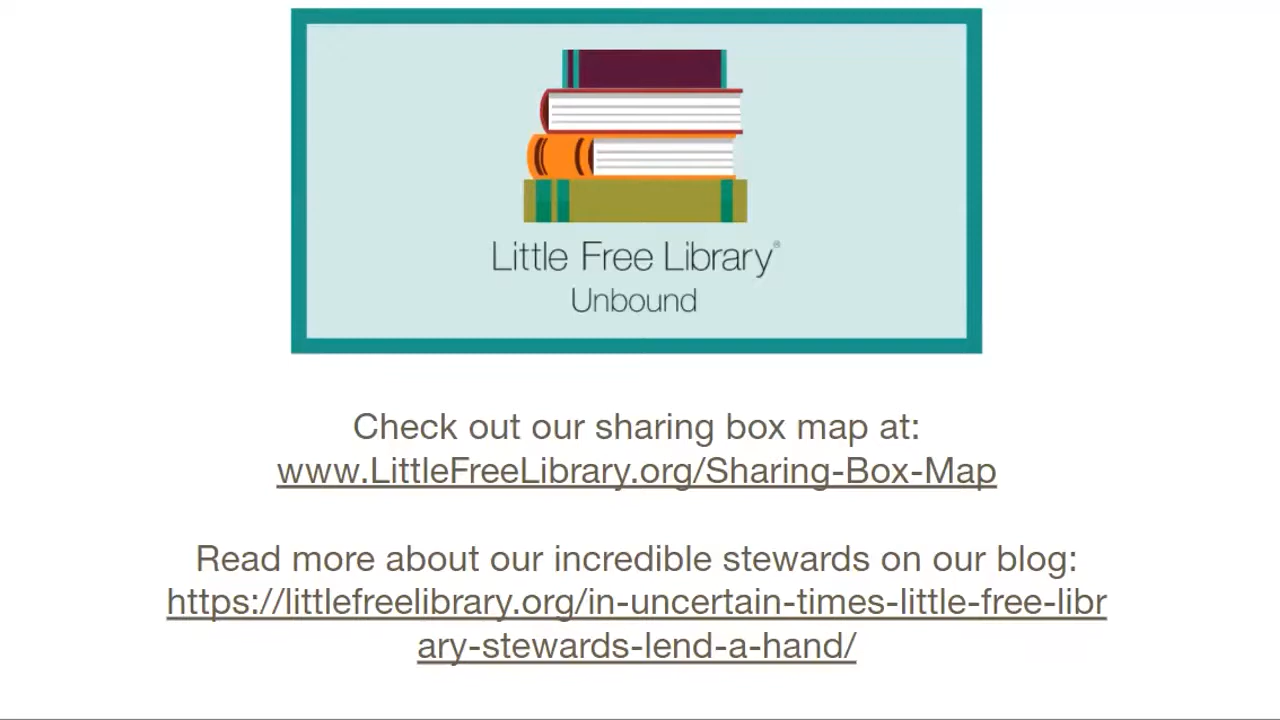 Little Free Library®
Unbound
Check out our sharing box map at:
www.LittleFreeLibrary.org/Sharing-Box-Map
Read more about our incredible stewards on our blog:
https://littlefreelibrary.org/in-uncertain-times-little-free-libr
ary-stewards-lend-a-hand/